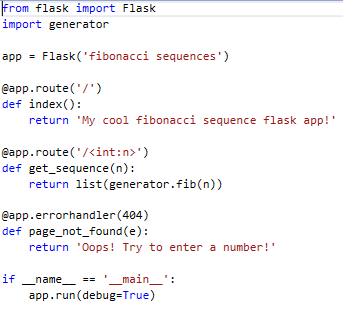 from flask import Flask
import generator

app = Flask('fibonacci sequences')

@app.route('/')
def index():
    return 'My cool fibonacci sequence flask app!'

@app.route('/<int:n>')
def get_sequence(n):
    return list(generator.fib(n))

@app.errorhandler(404)
def page_not_found(e):
    return 'Oops! Try to enter a number!'

if __name__ == '__main__':
    app.run(debug=True)